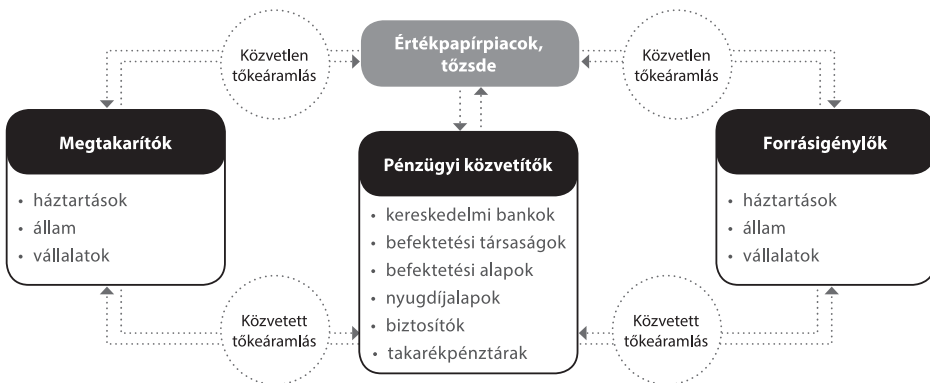 Közvetlen
tőkeáramlás
Értékpapírpiacok,
tőzsde
Közvetlen
tőkeáramlás
Megtakarítók
• háztartások
• állam
• vállalatok
Pénzügyi közvetítők
• kereskedelmi bankok
• befektetési társaságok
• befektetési alapok
• nyugdíjalapok
• biztosítók
• takarékpénztárak
Forrásigénylők
• háztartások
• állam
• vállalatok
Közvetett
tőkeáramlás
Közvetett
tőkeáramlás